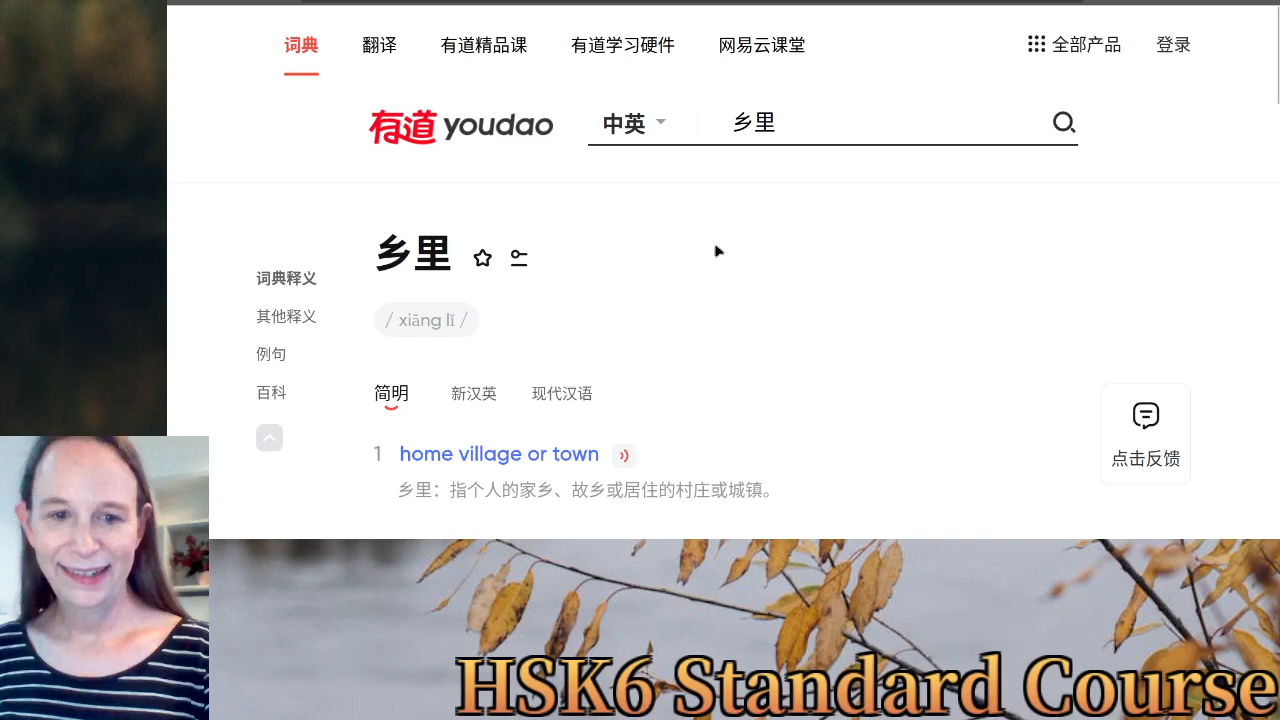 词典 翻译 有道精品课 有道学习硬件 网易云课堂 全部产品 登录
有道 youdao 中英 乡里
乡里
词典释义
其他释义
例句
百科
/ xiāng lǐ /
简明 新汉英 现代汉语
1 home village or town
乡里：指个人的家乡、故乡或居住的村庄或城镇。
点击反馈
HSK6 Standard Course